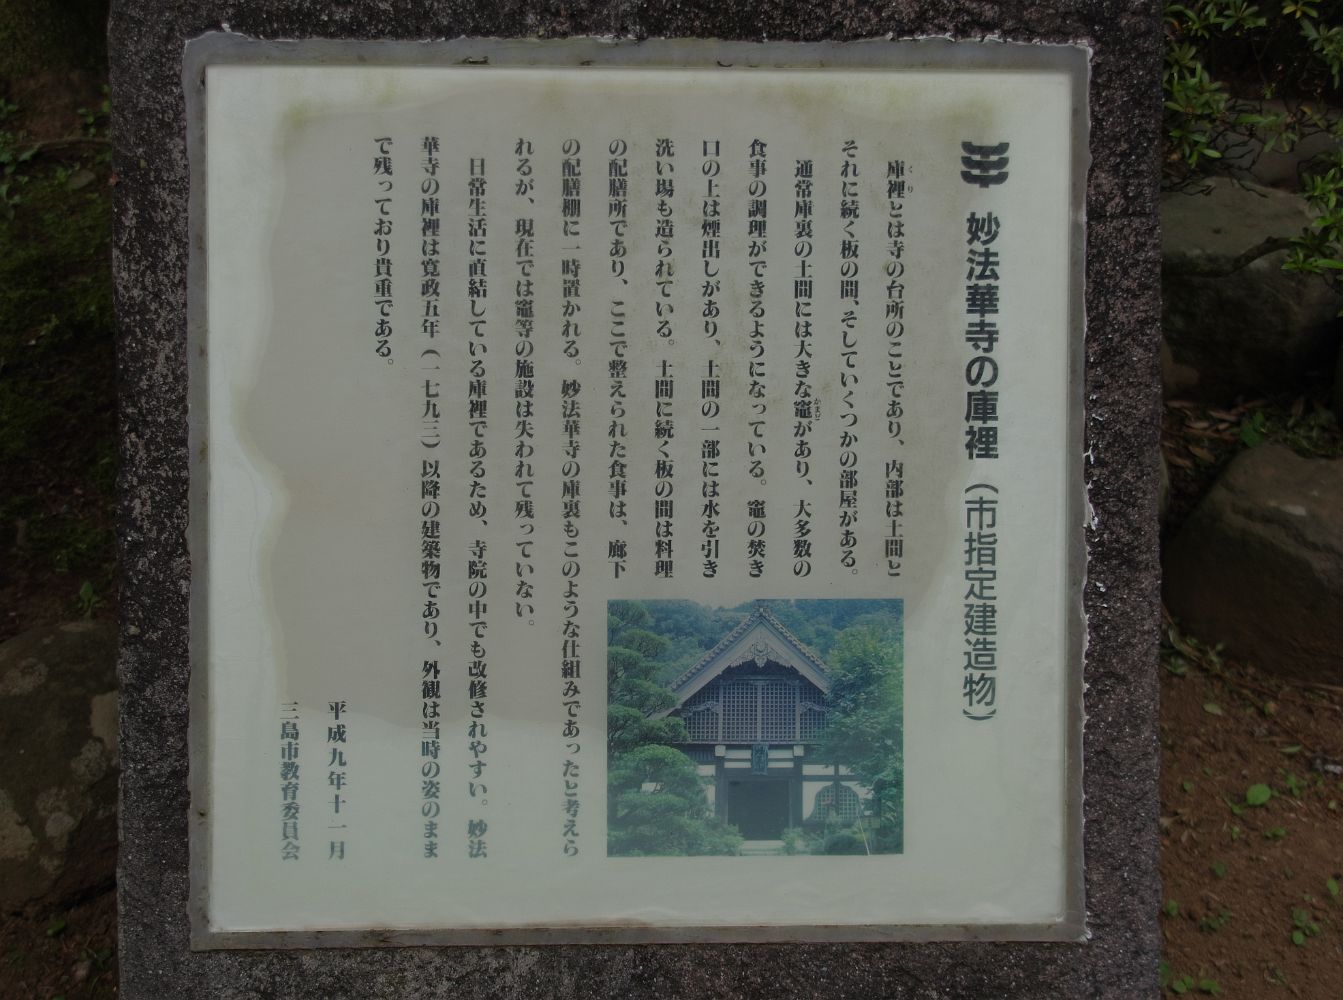 妙法華寺の庫裡（市指定建造物）
庫裡とは寺の台所のことであり、内部は土間と
それに続く板の間、そしていくつかの部屋がある。
通常庫裏の土間には大きな竈があり、大多数の
食事の調理ができるようになっている。竈の焚き
口の上は煙出しがあり、土間の一部には水を引き
洗い場も造られている。土間に続く板の間は料理
の配膳所であり、ここで整えられた食事は、廊下
の配膳棚に一時置かれる。妙法華寺の庫裏もこのような仕組みであったと考えら
れるが、現在では竈等の施設は失われて残っていない。
日常生活に直結している庫裡であるため、寺院の中でも改修されやすい。妙法
華寺の庫裡は寛政五年（一七九三）以降の建築物であり、外観は当時の姿のまま
で残っており貴重である。
平成九年十一月
三島市教育委員会